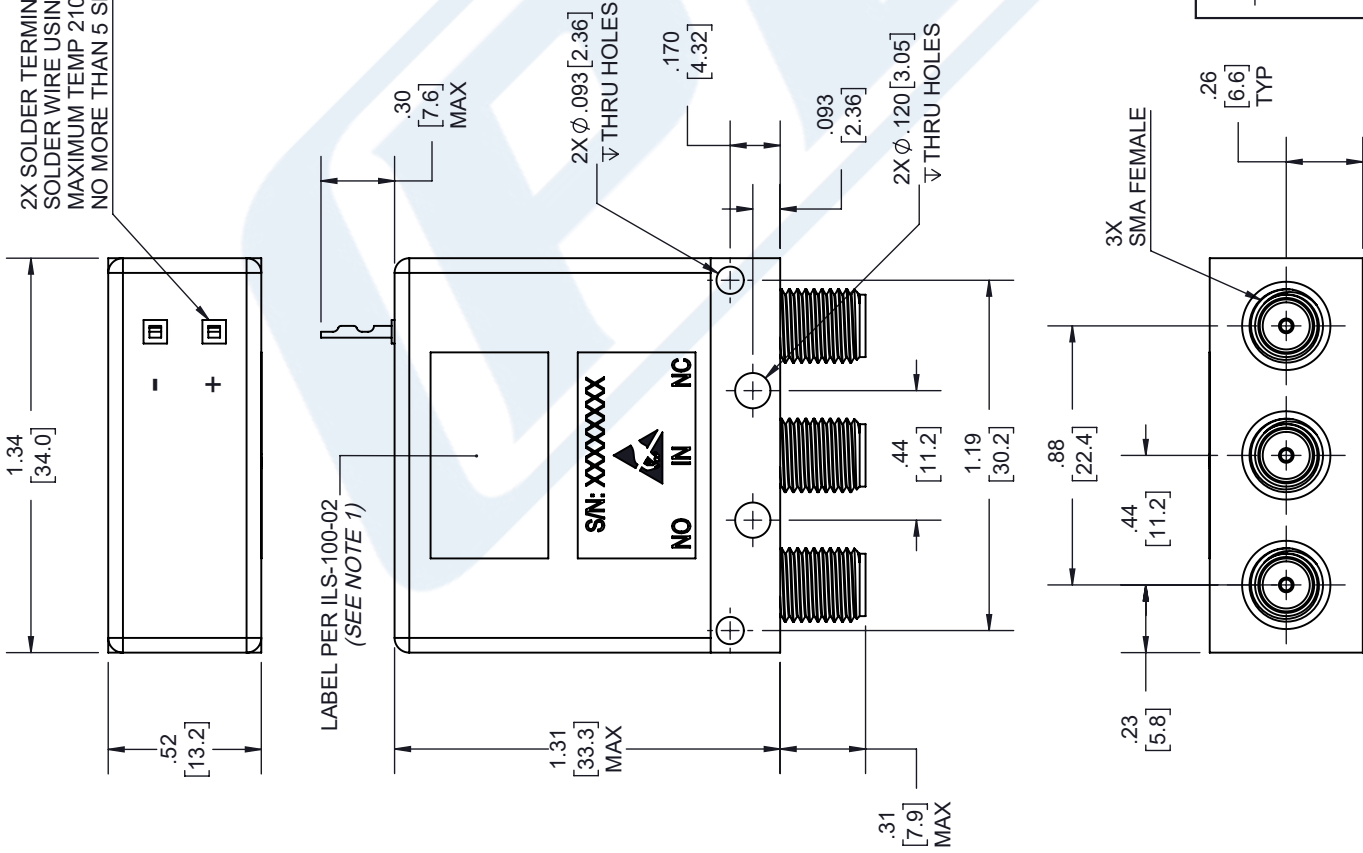 2X SOLDER
SOLDER WIRE USING
MAXIMUM TEMP
NO MORE THAN 5
1.34
[34.0]
-
+
.52
[13.2]
.30
[7.6]
MAX
LABEL PER ILS-100-02
(SEE NOTE 1)
2X Ø .093 [2.36]
↧ THRU HOLES
.170
[4.32]
.093
[2.36]
2X Ø .120 [3.05]
↧ THRU HOLES
S/N: XXXXXXXX
NO IN NC
1.31
[33.3]
MAX
.44
[11.2]
1.19
[30.2]
.31
[7.9]
MAX
3X
SMA FEMALE
.26
[6.6]
TYP
.88
[22.4]
.44
[11.2]
.23
[5.8]